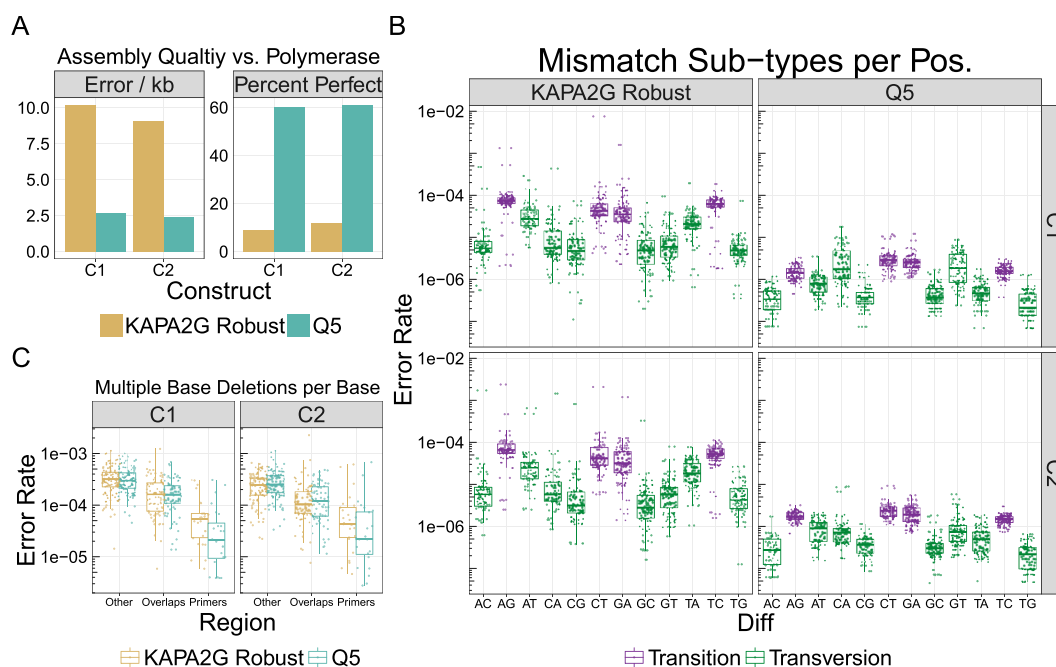 A
Assembly Qualtiy vs. Polymerase
Error / kb
Percent Perfect
10.0
7.5
5.0
2.5
0.0
60
40
20
0
C1
C2
C1
C2
Construct
KAPA2G Robust
Q5
B
Mismatch Sub−types per Pos.
KAPA2G Robust
Q5
Error Rate
1e−02
1e−04
1e−06
1e−02
1e−04
1e−06
C1
C2
AC AG AT CA CG CT GA GC GT TA TC TG
AC AG AT CA CG CT GA GC GT TA TC TG
Diff
Transition
Transversion
C
Multiple Base Deletions per Base
C1
C2
Error Rate
1e−03
1e−04
1e−05
Other Overlaps Primers
Other Overlaps Primers
Region
KAPA2G Robust
Q5